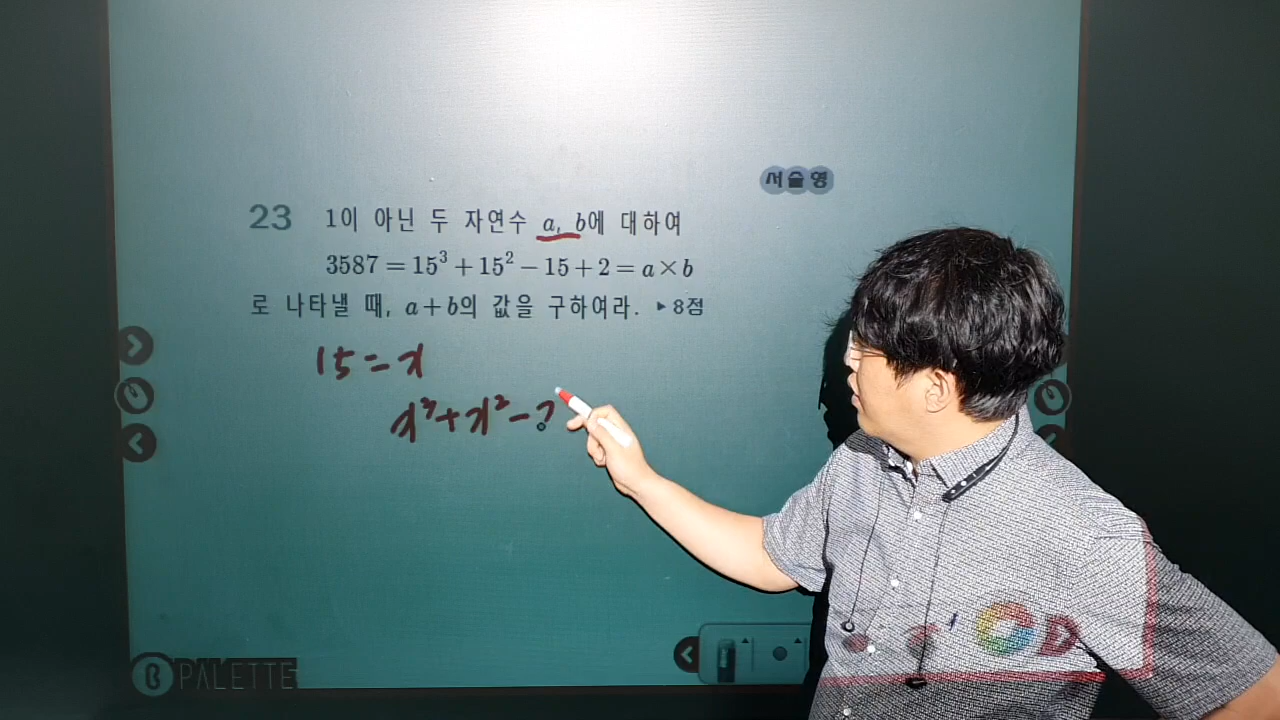 서술형
23 1이 아닌 두 자연수 a, b에 대하여
3587 = 15³ + 15² − 15 + 2 = a × b
로 나타낼 때, a + b의 값을 구하여라. ▶ 8점
15 = x
x³ + x² −
PALETTE